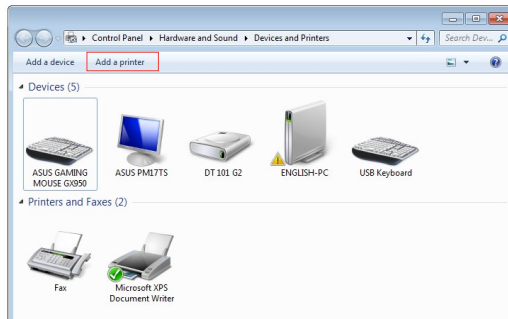 Control Panel ▸ Hardware and Sound ▸ Devices and Printers
Search Dev...
Add a device Add a printer
Devices (5)
ASUS GAMING MOUSE GX950
ASUS PM17TS
DT 101 G2
ENGLISH-PC
USB Keyboard
Printers and Faxes (2)
Fax
Microsoft XPS
Document Writer